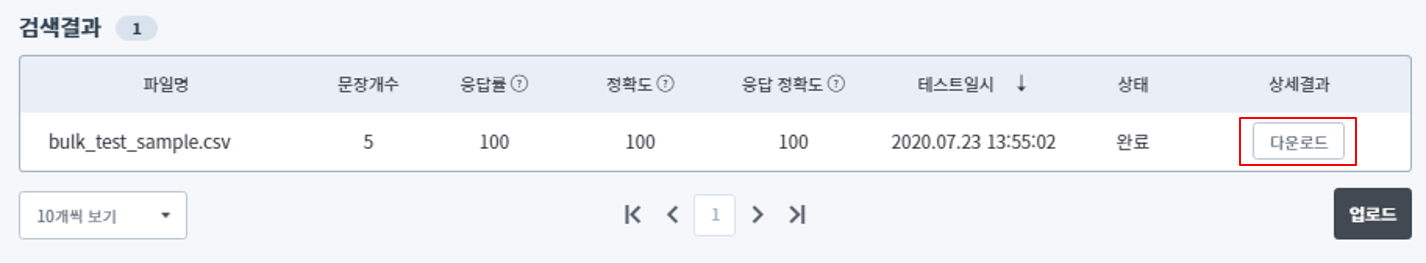 검색결과 1
파일명 문장개수 응답률 ? 정확도 ? 응답 정확도 ? 테스트일시 ↓ 상태 상세결과
bulk_test_sample.csv 5 100 100 100 2020.07.23 13:55:02 완료 다운로드
10개씩 보기 1 업로드